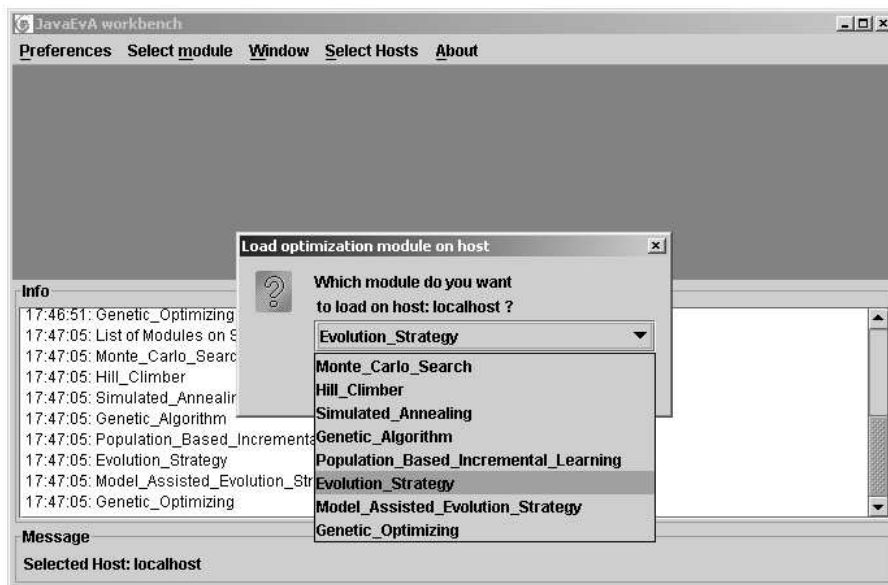 JavaEvA workbench
Preferences Select module Window Select Hosts About
Load optimization module on host
Which module do you want
to load on host: localhost ?
Evolution_Strategy
Monte_Carlo_Search
Hill_Climber
Simulated_Annealing
Genetic_Algorithm
Population_Based_Incremental_Learning
Evolution_Strategy
Model_Assisted_Evolution_Strategy
Genetic_Optimizing
Info
17:46:51: Genetic_Optimizing
17:47:05: List of Modules on
17:47:05: Monte_Carlo_Searc
17:47:05: Hill_Climber
17:47:05: Simulated_Annealin
17:47:05: Genetic_Algorithm
17:47:05: Population_Based_Incrementa
17:47:05: Evolution_Strategy
17:47:05: Model_Assisted_Evolution_Str
17:47:05: Genetic_Optimizing
Message
Selected Host: localhost